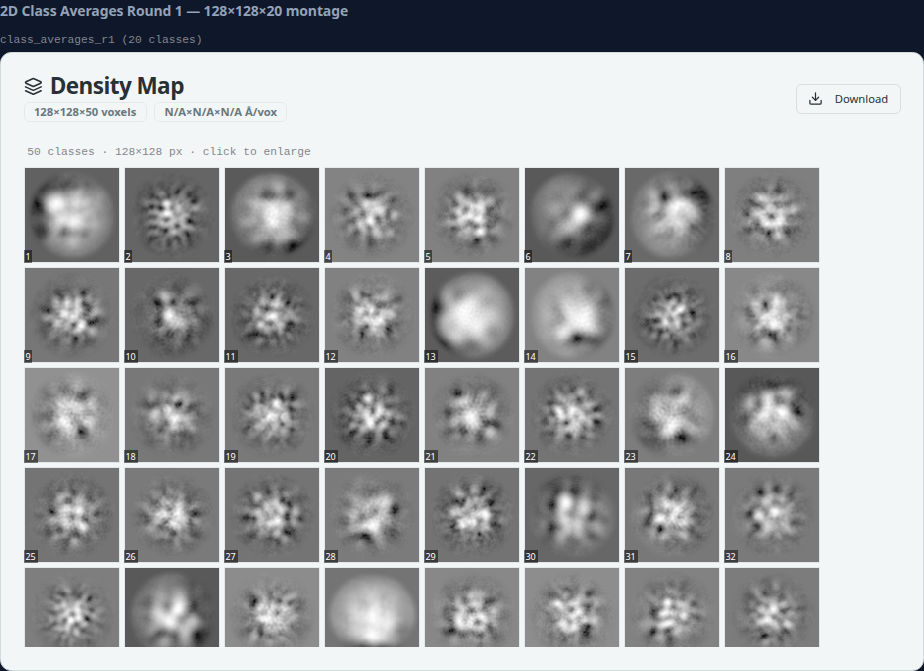 2D Class Averages Round 1 — 128×128×20 montage
class_averages_r1 (20 classes)
Density Map
128×128×50 voxels N/A×N/A×N/A Å/vox
Download
50 classes · 128×128 px · click to enlarge
1 2 3 4 5 6 7 8
9 10 11 12 13 14 15 16
17 18 19 20 21 22 23 24
25 26 27 28 29 30 31 32